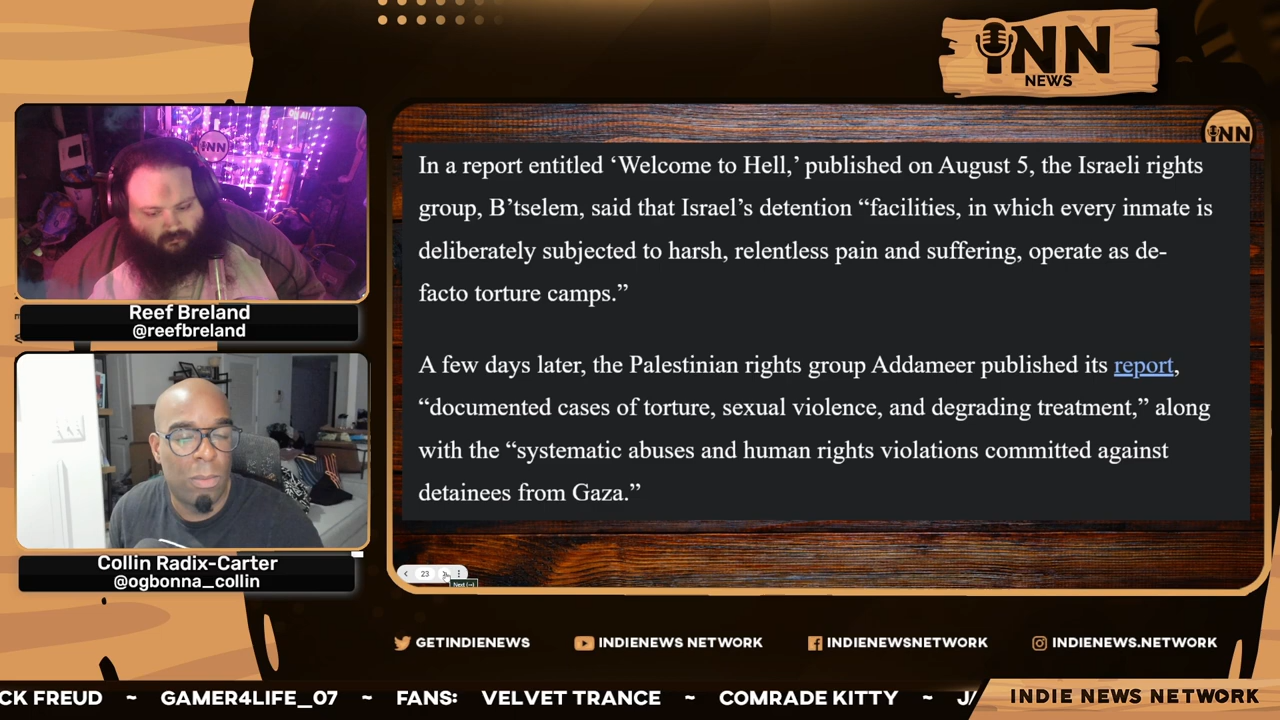 INN
NEWS
INN
INN
In a report entitled ‘Welcome to Hell,’ published on August 5, the Israeli rights
group, B’tselem, said that Israel’s detention “facilities, in which every inmate is
deliberately subjected to harsh, relentless pain and suffering, operate as de-
facto torture camps.”
A few days later, the Palestinian rights group Addameer published its report,
“documented cases of torture, sexual violence, and degrading treatment,” along
with the “systematic abuses and human rights violations committed against
detainees from Gaza.”
Reef Breland
@reefbreland
Collin Radix-Carter
@ogbonna_collin
23
Next (→)
GETINDIENEWS
INDIENEWS NETWORK
INDIENEWSNETWORK
INDIENEWS.NETWORK
CK FREUD ~ GAMER4LIFE_07 ~ FANS: VELVET TRANCE ~ COMRADE KITTY ~ J
INDIE NEWS NETWORK